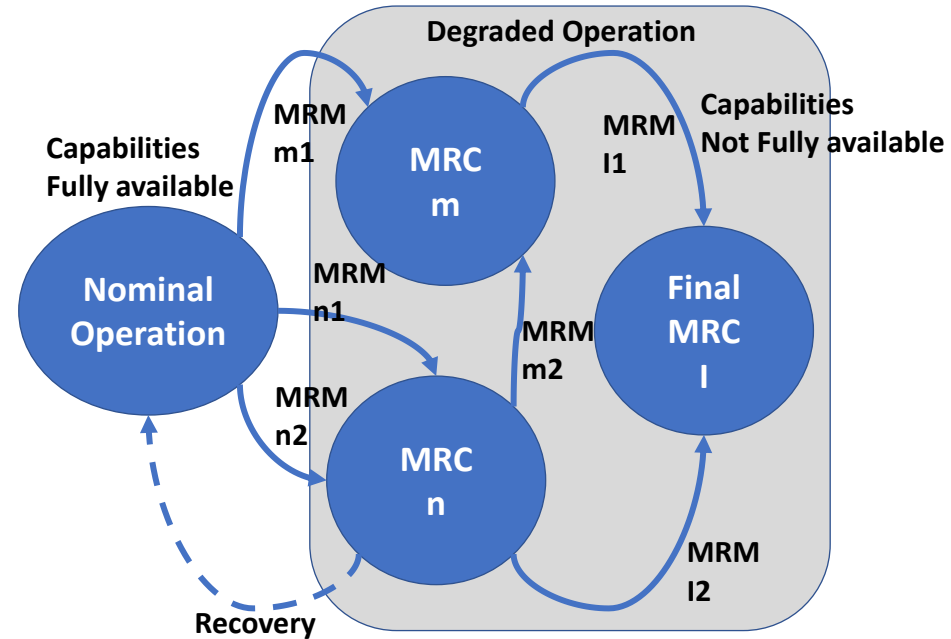 Degraded Operation
Capabilities
Fully available
MRM
m1
MRC
m
MRM
l1
Capabilities
Not Fully available
Nominal
Operation
MRM
n1
MRM
m2
Final
MRC
l
MRM
n2
MRC
n
MRM
l2
Recovery